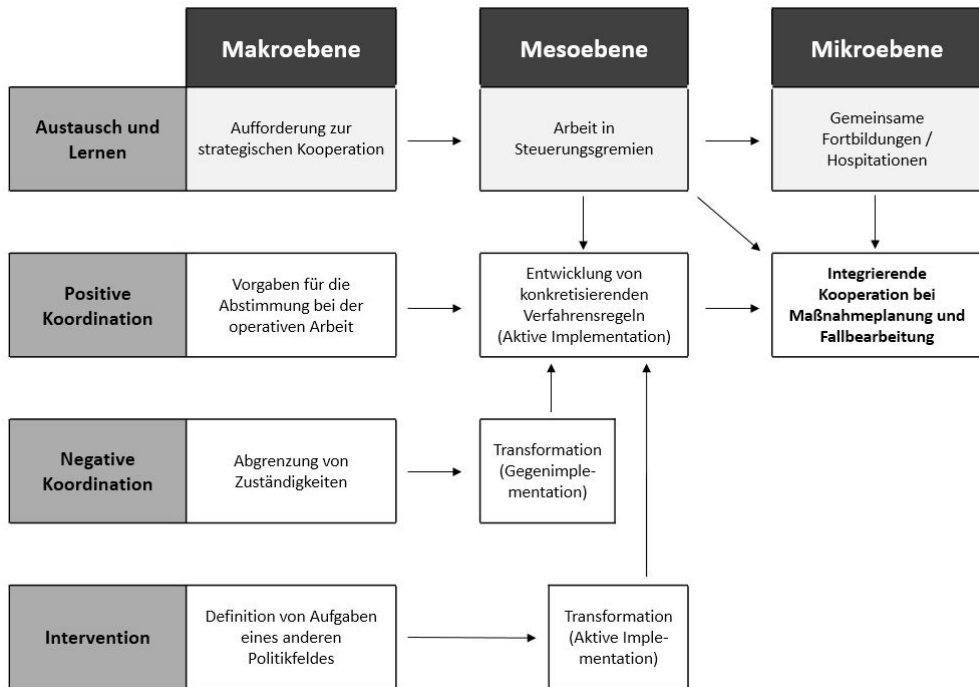 Makroebene
Mesoebene
Mikroebene
Austausch und
Lernen
Aufforderung zur
strategischen Kooperation
Arbeit in
Steuerungsgremien
Gemeinsame
Fortbildungen /
Hospitationen
Positive
Koordination
Vorgaben für die
Abstimmung bei der
operativen Arbeit
Entwicklung von
konkretisierenden
Verfahrensregeln
(Aktive Implementation)
Integrierende
Kooperation bei
Maßnahmeplanung und
Fallbearbeitung
Negative
Koordination
Abgrenzung von
Zuständigkeiten
Transformation
(Gegenimple-
mentation)
Intervention
Definition von Aufgaben
eines anderen
Politikfeldes
Transformation
(Aktive Imple-
mentation)